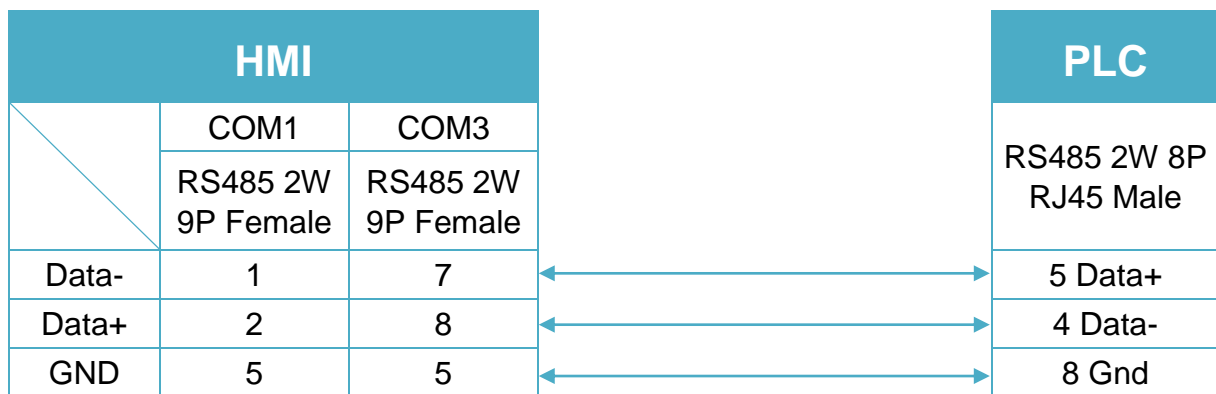 HMI PLC
COM1 COM3
RS485 2W RS485 2W RS485 2W 8P
9P Female 9P Female RJ45 Male
Data- 1 7 5 Data+
Data+ 2 8 4 Data-
GND 5 5 8 Gnd